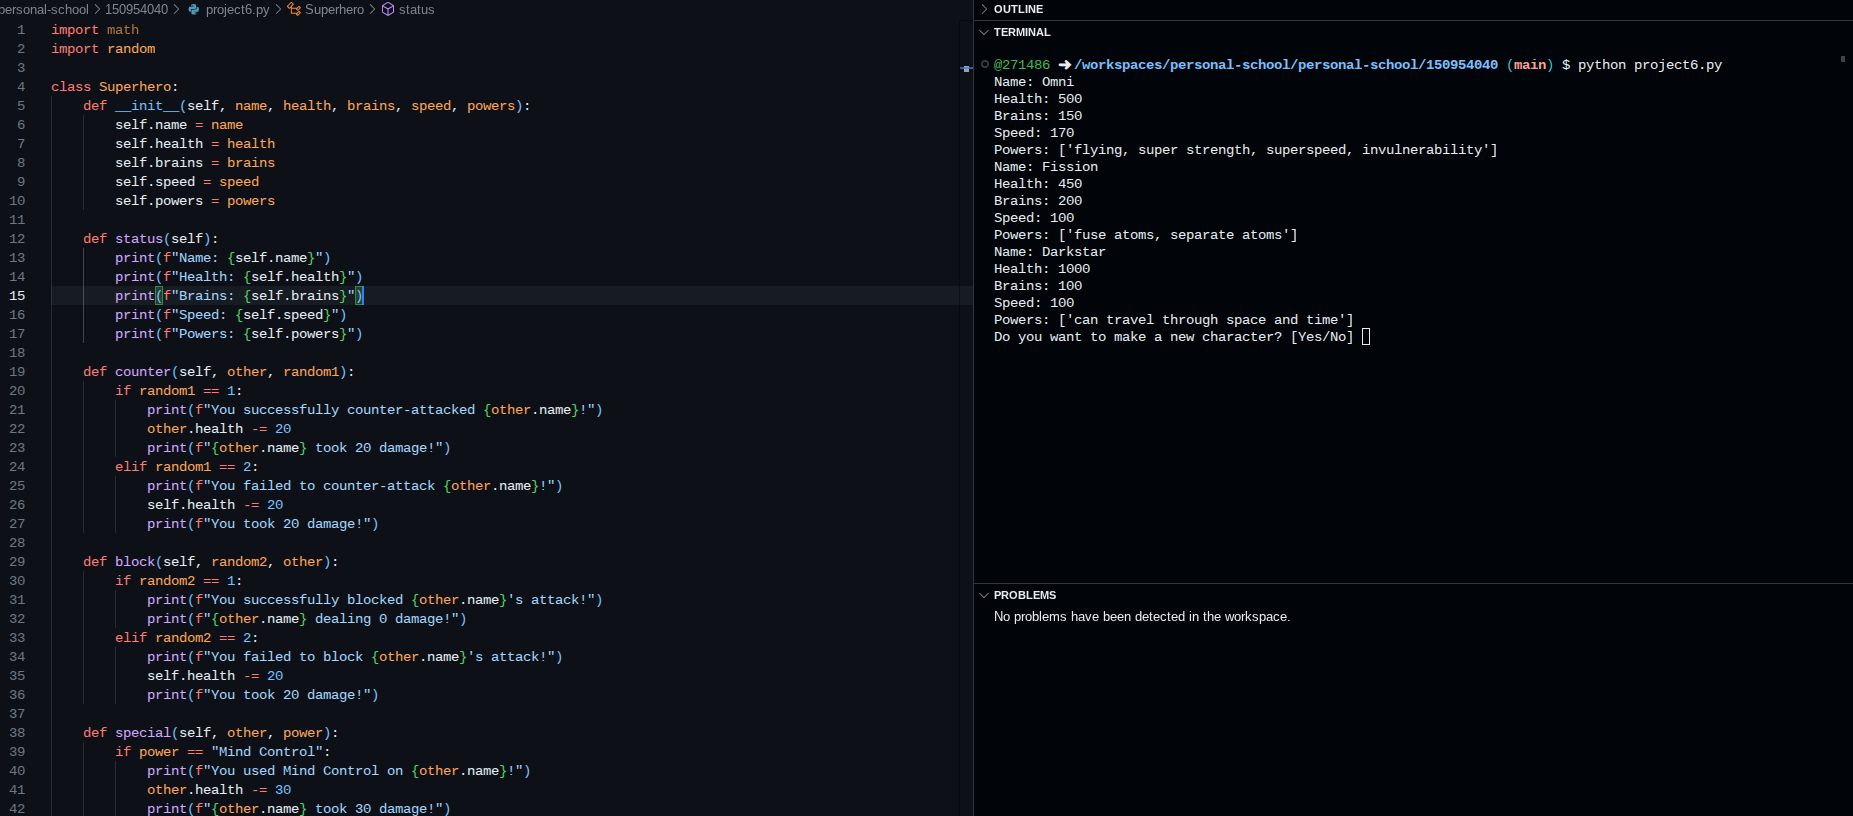 personal-school > 150954040 > project6.py > Superhero > status
1 import math
2 import random
3
4 class Superhero:
5     def __init__(self, name, health, brains, speed, powers):
6         self.name = name
7         self.health = health
8         self.brains = brains
9         self.speed = speed
10         self.powers = powers
11
12     def status(self):
13         print(f"Name: {self.name}")
14         print(f"Health: {self.health}")
15         print(f"Brains: {self.brains}")
16         print(f"Speed: {self.speed}")
17         print(f"Powers: {self.powers}")
18
19     def counter(self, other, random1):
20         if random1 == 1:
21             print(f"You successfully counter-attacked {other.name}!")
22             other.health -= 20
23             print(f"{other.name} took 20 damage!")
24         elif random1 == 2:
25             print(f"You failed to counter-attack {other.name}!")
26             self.health -= 20
27             print(f"You took 20 damage!")
28
29     def block(self, random2, other):
30         if random2 == 1:
31             print(f"You successfully blocked {other.name}'s attack!")
32             print(f"{other.name} dealing 0 damage!")
33         elif random2 == 2:
34             print(f"You failed to block {other.name}'s attack!")
35             self.health -= 20
36             print(f"You took 20 damage!")
37
38     def special(self, other, power):
39         if power == "Mind Control":
40             print(f"You used Mind Control on {other.name}!")
41             other.health -= 30
42             print(f"{other.name} took 30 damage!")
OUTLINE
TERMINAL
@271486 ➜ /workspaces/personal-school/personal-school/150954040 (main) $ python project6.py
Name: Omni
Health: 500
Brains: 150
Speed: 170
Powers: ['flying, super strength, superspeed, invulnerability']
Name: Fission
Health: 450
Brains: 200
Speed: 100
Powers: ['fuse atoms, separate atoms']
Name: Darkstar
Health: 1000
Brains: 100
Speed: 100
Powers: ['can travel through space and time']
Do you want to make a new character? [Yes/No]
PROBLEMS
No problems have been detected in the workspace.